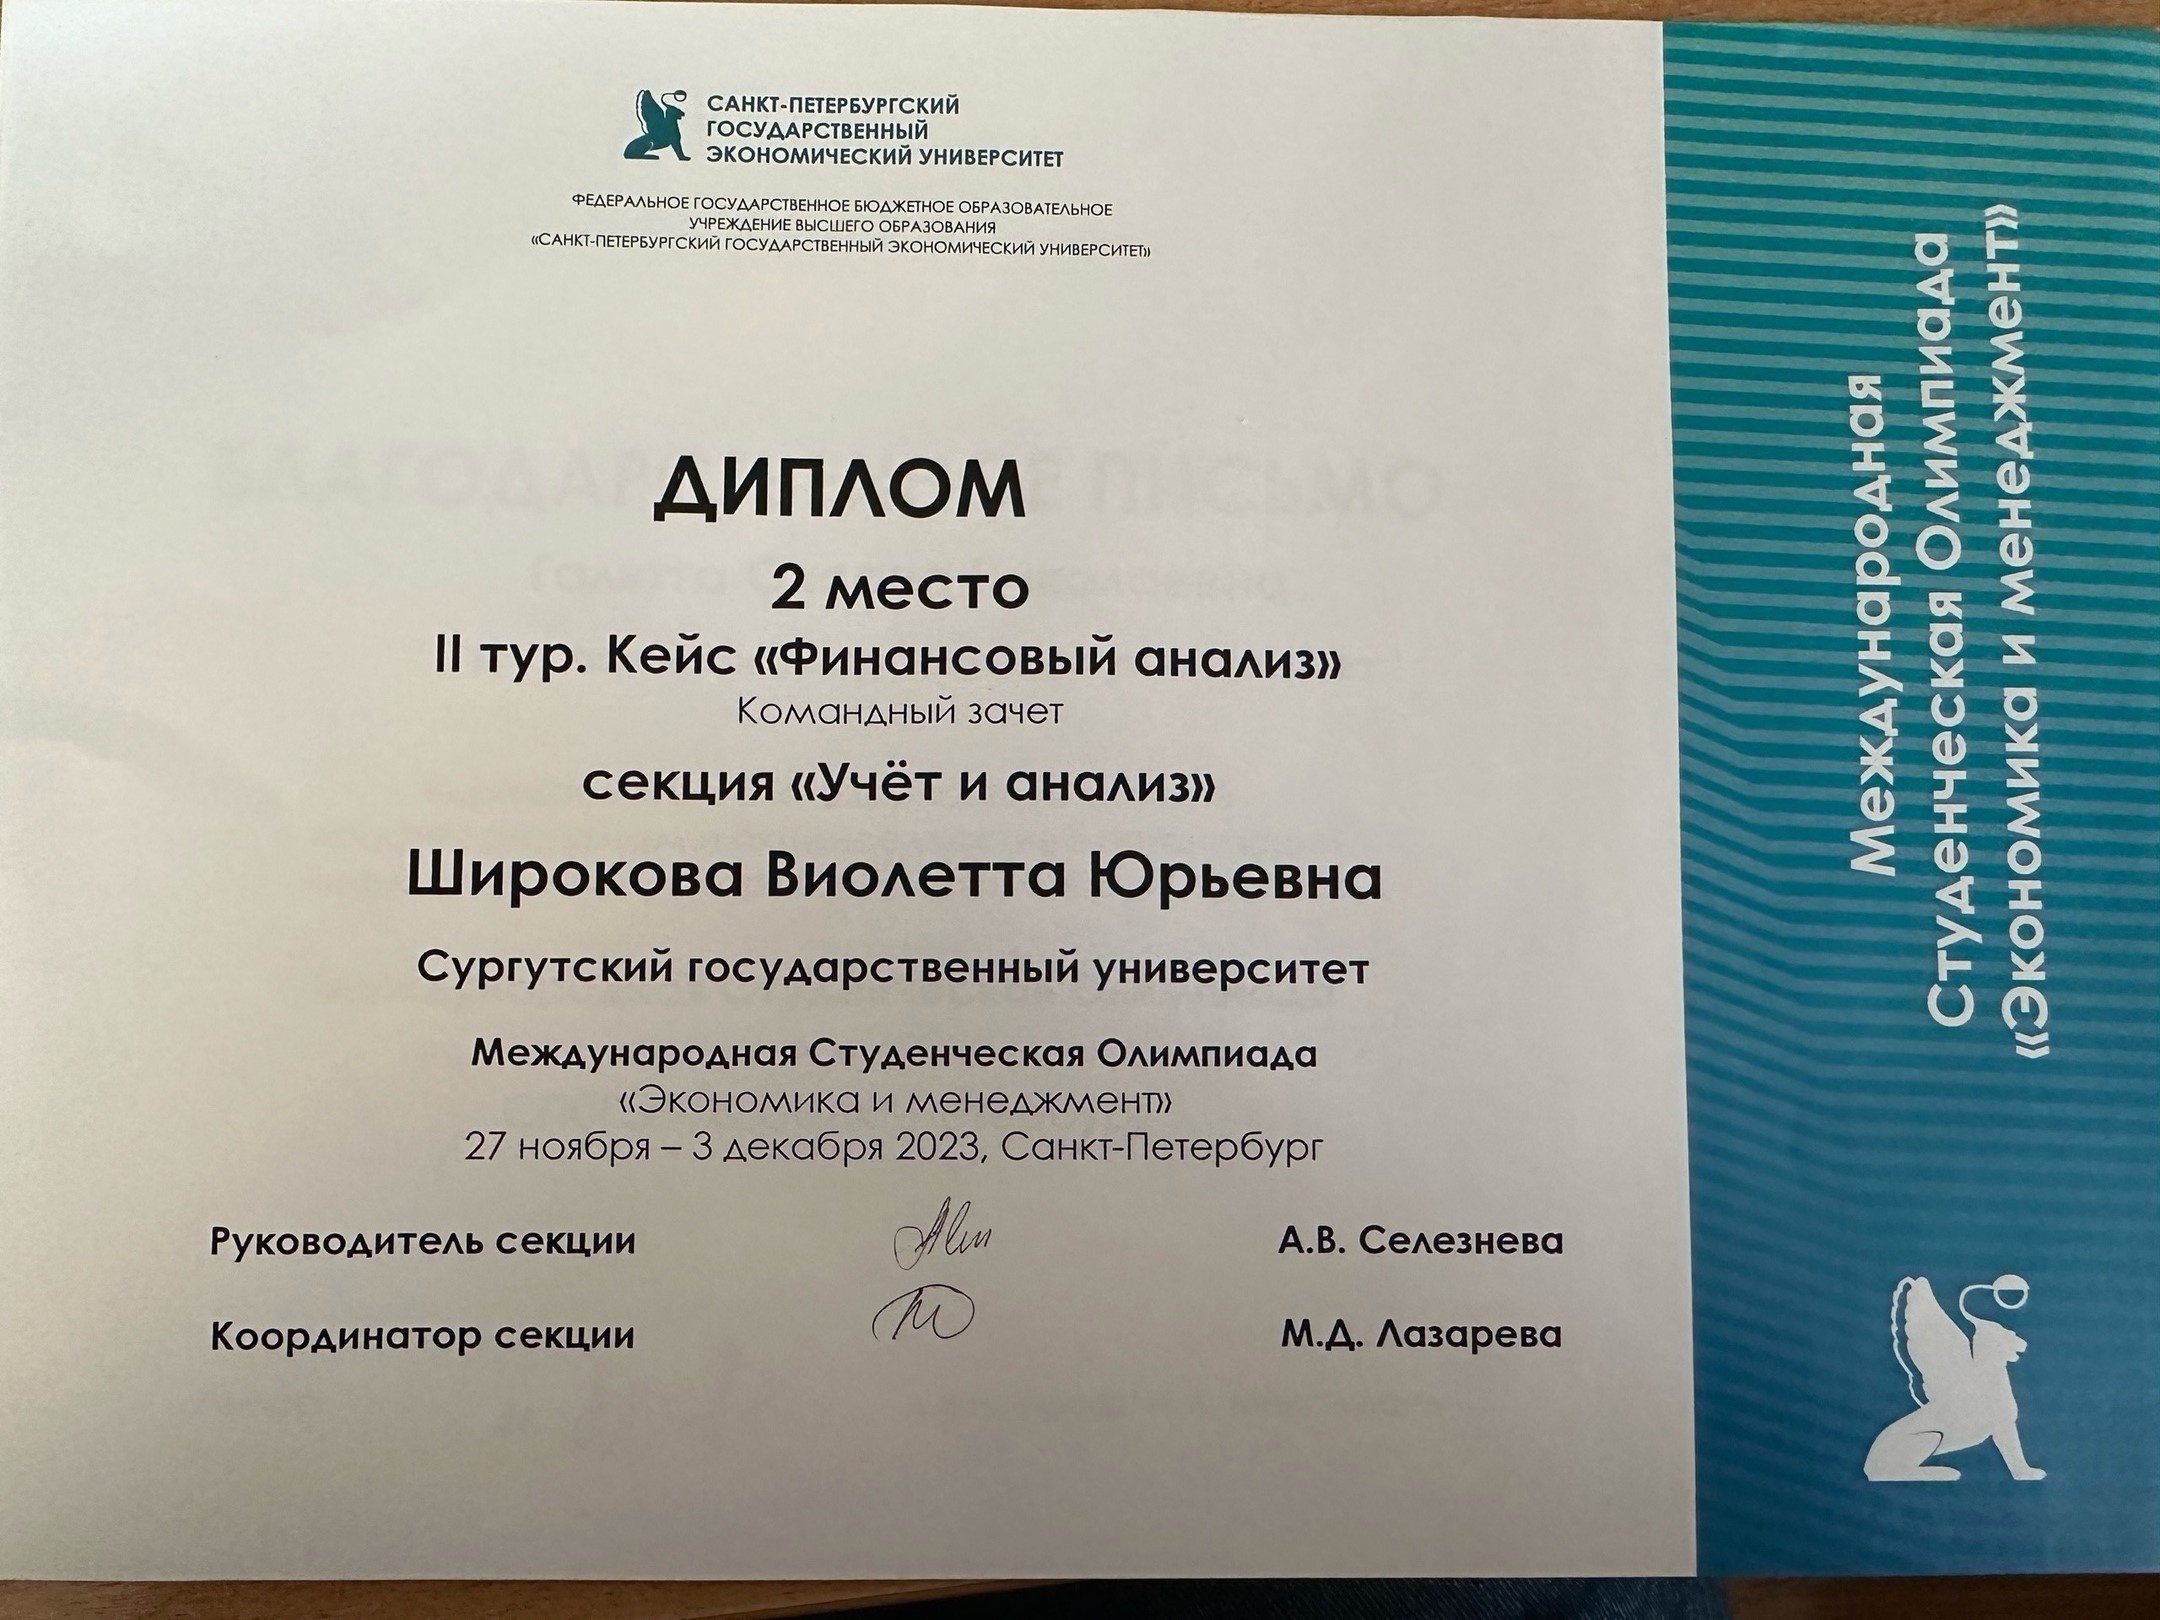 САНКТ-ПЕТЕРБУРГСКИЙ
ГОСУДАРСТВЕННЫЙ
ЭКОНОМИЧЕСКИЙ УНИВЕРСИТЕТ
ФЕДЕРАЛЬНОЕ ГОСУДАРСТВЕННОЕ БЮДЖЕТНОЕ ОБРАЗОВАТЕЛЬНОЕ
УЧРЕЖДЕНИЕ ВЫСШЕГО ОБРАЗОВАНИЯ
«САНКТ-ПЕТЕРБУРГСКИЙ ГОСУДАРСТВЕННЫЙ ЭКОНОМИЧЕСКИЙ УНИВЕРСИТЕТ»
ДИПЛОМ
2 место
II тур. Кейс «Финансовый анализ»
Командный зачет
секция «Учёт и анализ»
Широкова Виолетта Юрьевна
Сургутский государственный университет
Международная Студенческая Олимпиада
«Экономика и менеджмент»
27 ноября – 3 декабря 2023, Санкт-Петербург
Руководитель секции А.В. Селезнева
Координатор секции М.Д. Лазарева
Международная
Студенческая Олимпиада
«Экономика и менеджмент»